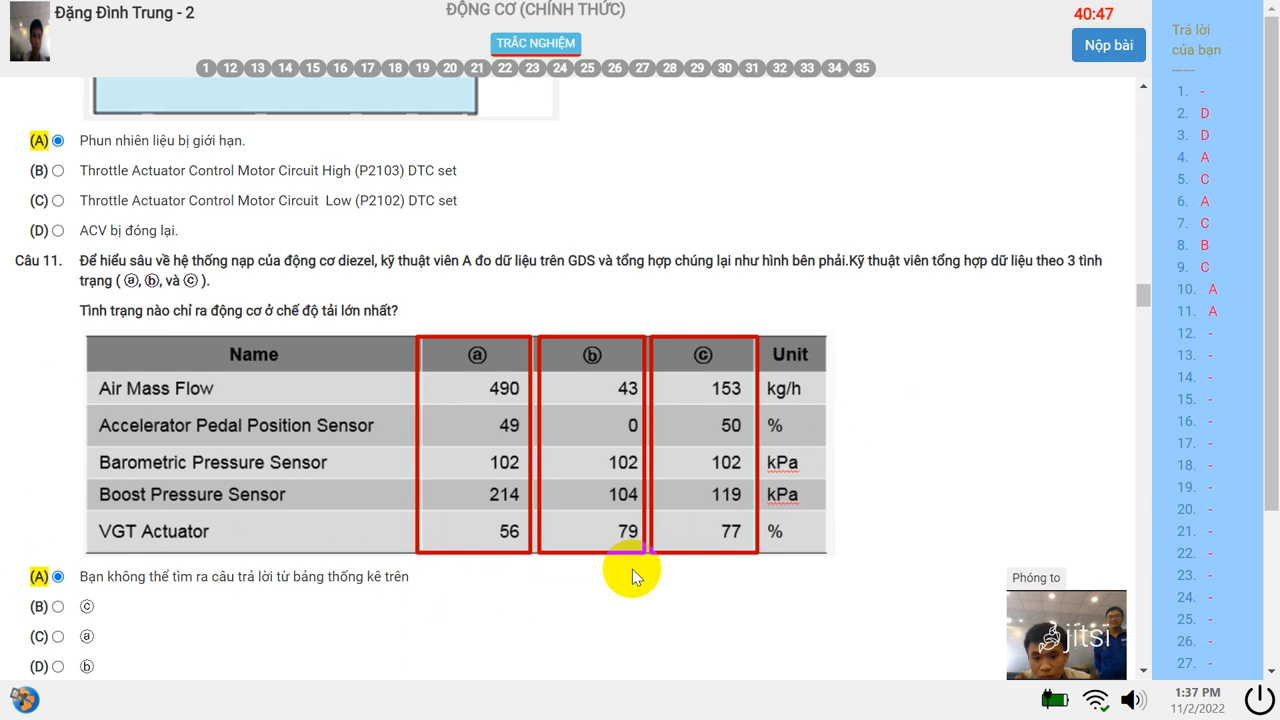 Đặng Đình Trung - 2
ĐỘNG CƠ (CHÍNH THỨC)
TRẮC NGHIỆM
40:47
Nộp bài
1 12 13 14 15 16 17 18 19 20 21 22 23 24 25 26 27 28 29 30 31 32 33 34 35
Trả lời
của bạn
------
1. -
2. D
3. D
4. A
5. C
6. A
7. C
8. B
9. C
10. A
11. A
12. -
13. -
14. -
15. -
16. -
17. -
18. -
19. -
20. -
21. -
22. -
23. -
24. -
25. -
26. -
27. -
(A) Phun nhiên liệu bị giới hạn.
(B) Throttle Actuator Control Motor Circuit High (P2103) DTC set
(C) Throttle Actuator Control Motor Circuit Low (P2102) DTC set
(D) ACV bị đóng lại.
Câu 11. Để hiểu sâu về hệ thống nạp của động cơ diezel, kỹ thuật viên A đo dữ liệu trên GDS và tổng hợp chúng lại như hình bên phải.Kỹ thuật viên tổng hợp dữ liệu theo 3 tình
trạng ( ⓐ, ⓑ, và ⓒ ).
Tình trạng nào chỉ ra động cơ ở chế độ tải lớn nhất?
Name ⓐ ⓑ ⓒ Unit
Air Mass Flow 490 43 153 kg/h
Accelerator Pedal Position Sensor 49 0 50 %
Barometric Pressure Sensor 102 102 102 kPa
Boost Pressure Sensor 214 104 119 kPa
VGT Actuator 56 79 77 %
(A) Bạn không thể tìm ra câu trả lời từ bảng thống kê trên
(B) ⓒ
(C) ⓐ
(D) ⓑ
Phóng to
jitsi
1:37 PM
11/2/2022